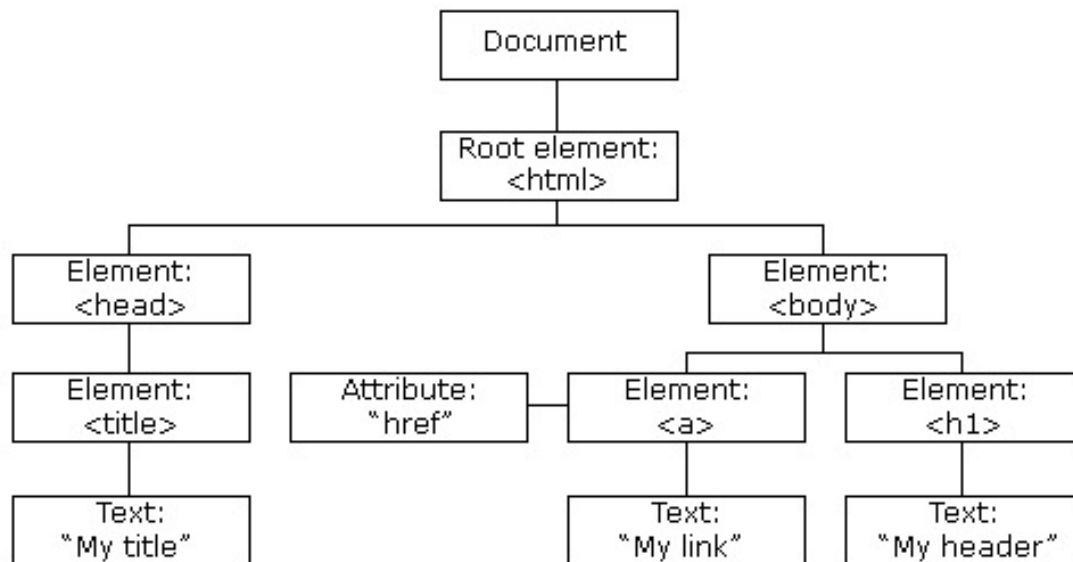 Document
Root element:
<html>
Element:
<head>
Element:
<body>
Element:
<title>
Attribute:
“href”
Element:
<a>
Element:
<h1>
Text:
“My title”
Text:
“My link”
Text:
“My header”